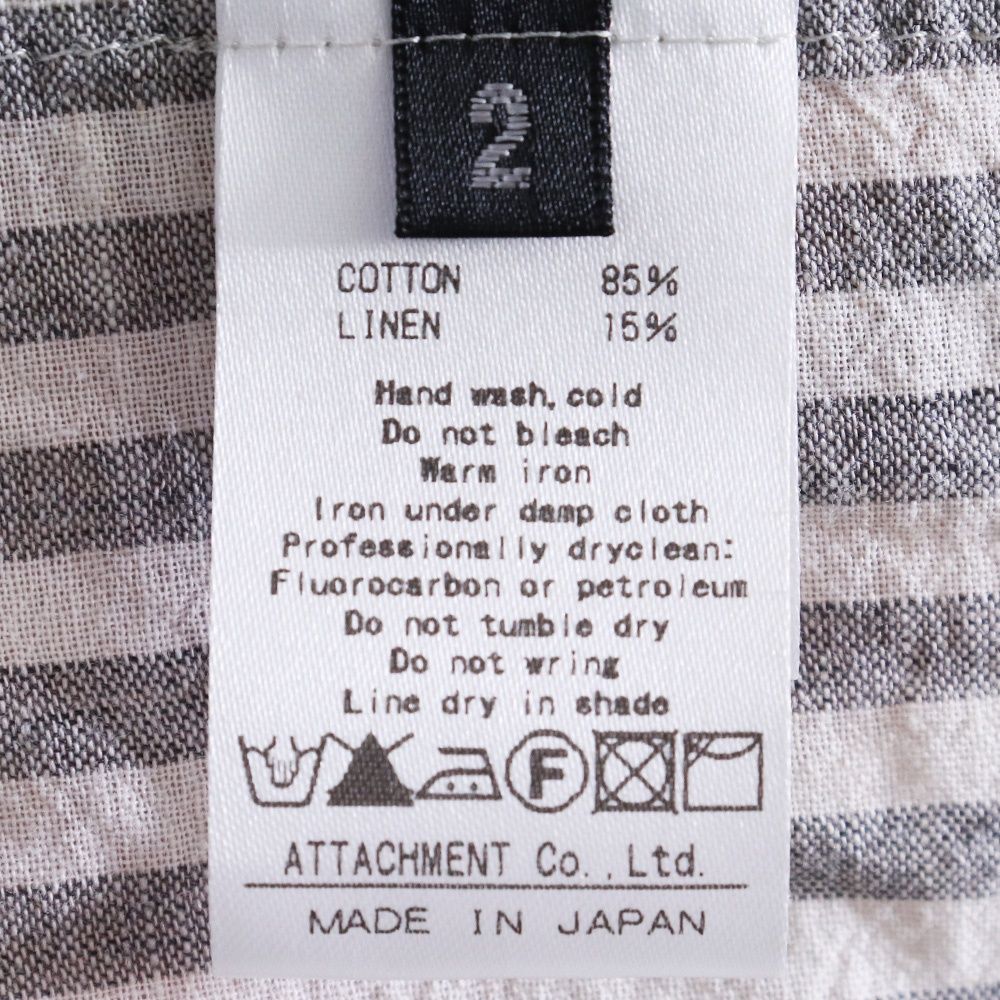 2
COTTON 85%
LINEN 15%
Hand wash, cold
Do not bleach
Warm iron
Iron under damp cloth
Professionally dryclean:
Fluorocarbon or petroleum
Do not tumble dry
Do not wring
Line dry in shade
F
ATTACHMENT Co.,Ltd.
MADE IN JAPAN